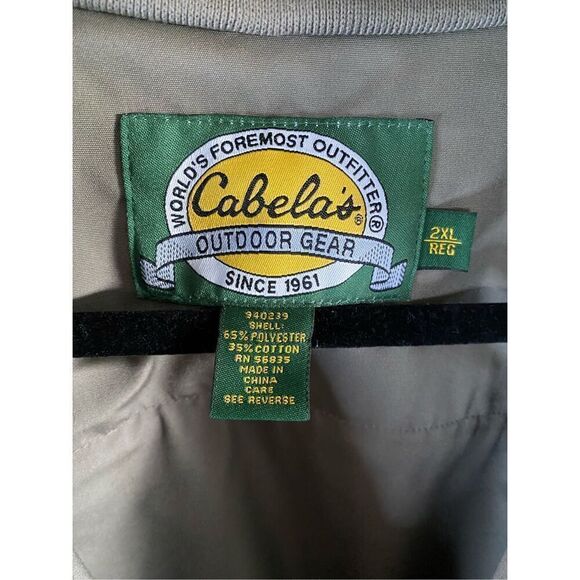 WORLD'S FOREMOST OUTFITTER®
Cabela's®
OUTDOOR GEAR
SINCE 1961
2XL
REG
940239
SHELL:
65% POLYESTER
35% COTTON
RN 56835
MADE IN
CHINA
CARE
SEE REVERSE